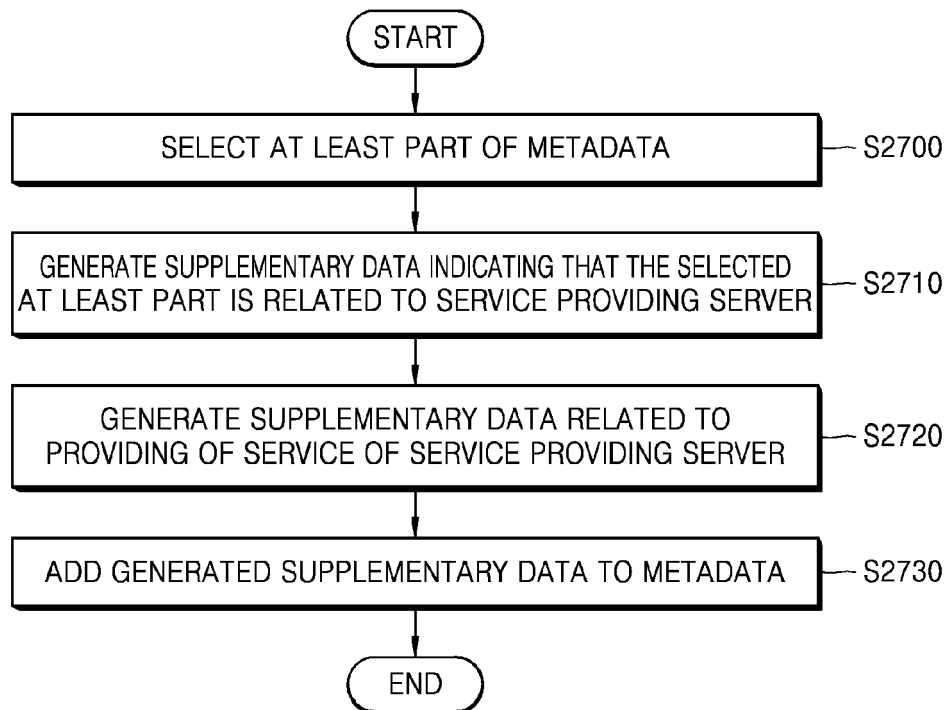 START
SELECT AT LEAST PART OF METADATA
S2700
GENERATE SUPPLEMENTARY DATA INDICATING THAT THE SELECTED
AT LEAST PART IS RELATED TO SERVICE PROVIDING SERVER
S2710
GENERATE SUPPLEMENTARY DATA RELATED TO
PROVIDING OF SERVICE OF SERVICE PROVIDING SERVER
S2720
ADD GENERATED SUPPLEMENTARY DATA TO METADATA
S2730
END